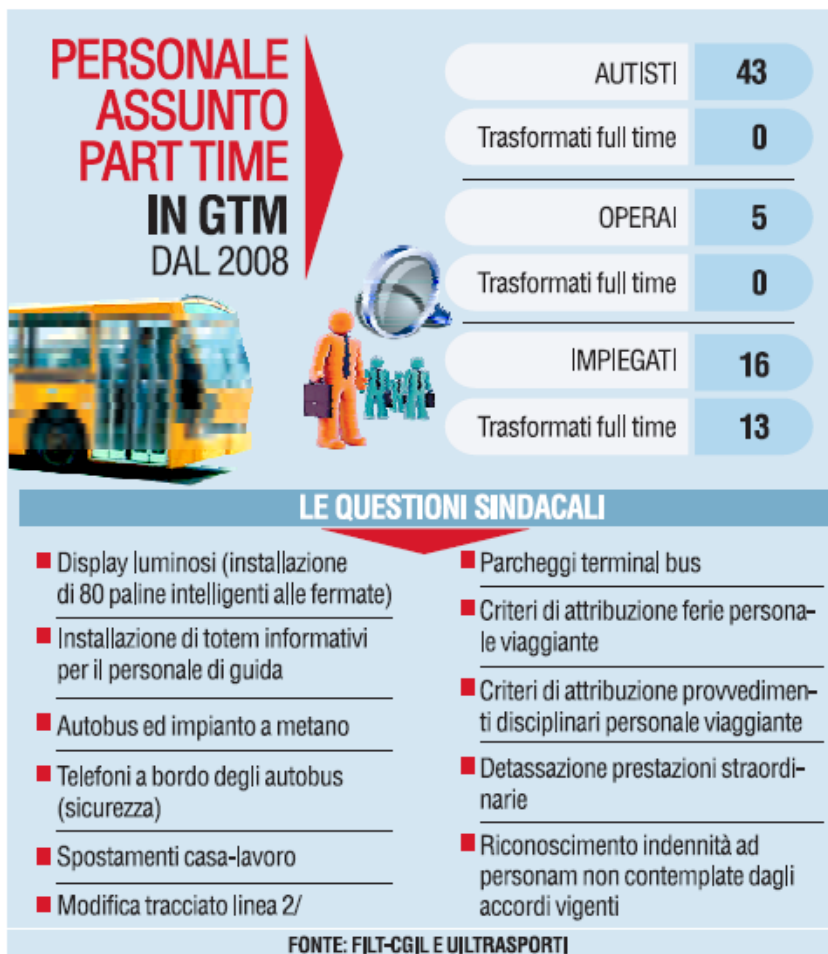 PERSONALE
ASSUNTO
PART TIME
IN GTM
DAL 2008
AUTISTI 43
Trasformati full time 0
OPERAI 5
Trasformati full time 0
IMPIEGATI 16
Trasformati full time 13
LE QUESTIONI SINDACALI
Display luminosi (installazione
di 80 paline intelligenti alle fermate)
Installazione di totem informativi
per il personale di guida
Autobus ed impianto a metano
Telefoni a bordo degli autobus
(sicurezza)
Spostamenti casa-lavoro
Modifica tracciato linea 2/
Parcheggi terminal bus
Criteri di attribuzione ferie persona-
le viaggiante
Criteri di attribuzione provvedimen-
ti disciplinari personale viaggiante
Detassazione prestazioni straordi-
narie
Riconoscimento indennità ad
personam non contemplate dagli
accordi vigenti
FONTE: FILT-CGIL E UILTRASPORTI